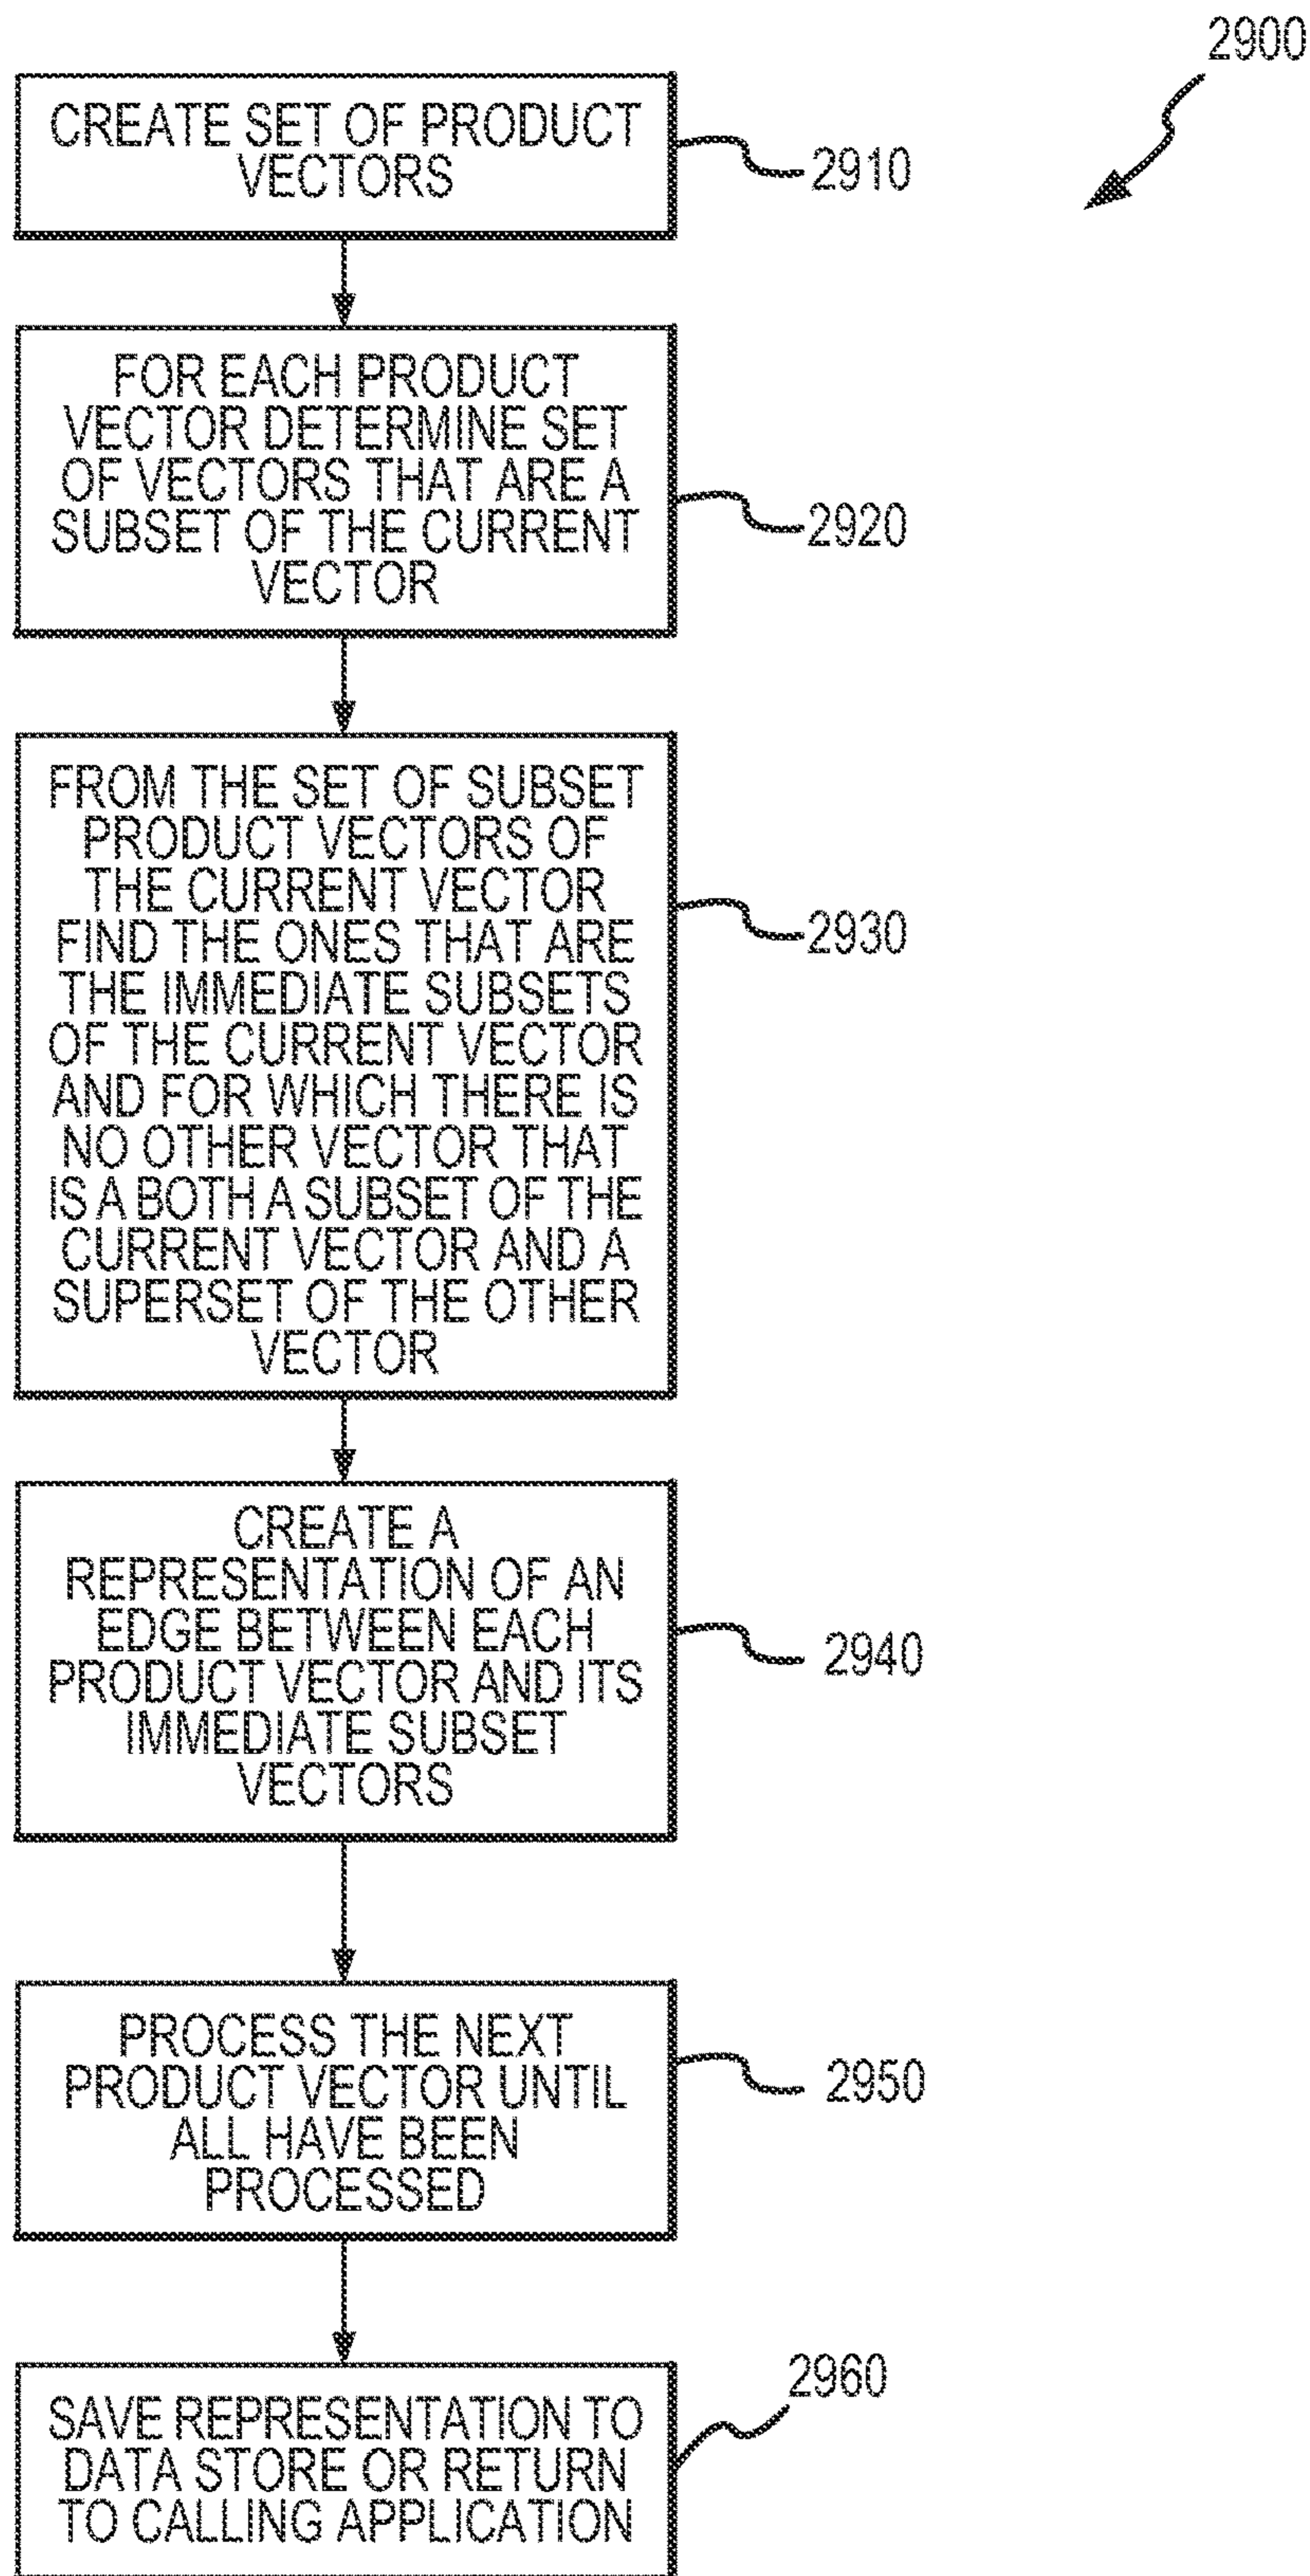 2900
CREATE SET OF PRODUCT
VECTORS
2910
FOR EACH PRODUCT
VECTOR DETERMINE SET
OF VECTORS THAT ARE A
SUBSET OF THE CURRENT
VECTOR
2920
FROM THE SET OF SUBSET
PRODUCT VECTORS OF
THE CURRENT VECTOR
FIND THE ONES THAT ARE
THE IMMEDIATE SUBSETS
OF THE CURRENT VECTOR
AND FOR WHICH THERE IS
NO OTHER VECTOR THAT
IS A BOTH A SUBSET OF THE
CURRENT VECTOR AND A
SUPERSET OF THE OTHER
VECTOR
2930
CREATE A
REPRESENTATION OF AN
EDGE BETWEEN EACH
PRODUCT VECTOR AND ITS
IMMEDIATE SUBSET
VECTORS
2940
PROCESS THE NEXT
PRODUCT VECTOR UNTIL
ALL HAVE BEEN
PROCESSED
2950
SAVE REPRESENTATION TO
DATA STORE OR RETURN
TO CALLING APPLICATION
2960